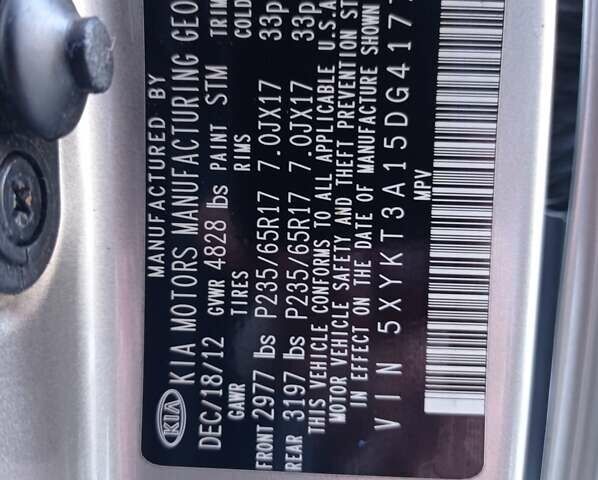 MANUFACTURED BY
KIA KIA MOTORS MANUFACTURING GEO
DEC/18/12 GVWR 4828 lbs PAINT STM TRIM
GAWR TIRES RIMS COLD
FRONT 2977 lbs P235/65R17 7.0JX17 33p
REAR 3197 lbs P235/65R17 7.0JX17 33p
THIS VEHICLE CONFORMS TO ALL APPLICABLE U.S.A
MOTOR VEHICLE SAFETY AND THEFT PREVENTION ST
IN EFFECT ON THE DATE OF MANUFACTURE SHOWN
VIN 5XYKT3A15DG417
MPV